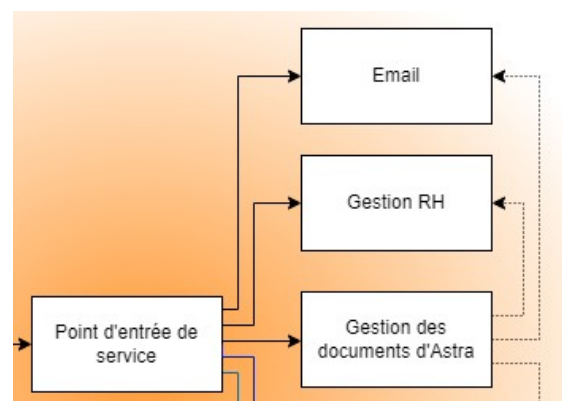 Email
Gestion RH
Point d'entrée de
service
Gestion des
documents d'Astra